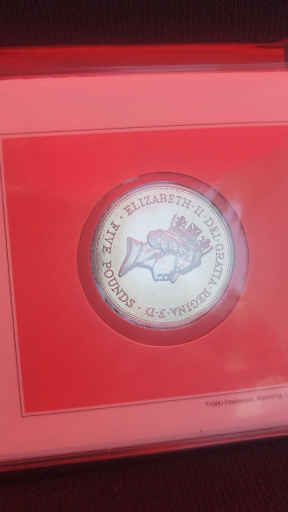 · ELIZABETH · II · DEI · GRATIA REGINA · F · D · FIVE POUNDS